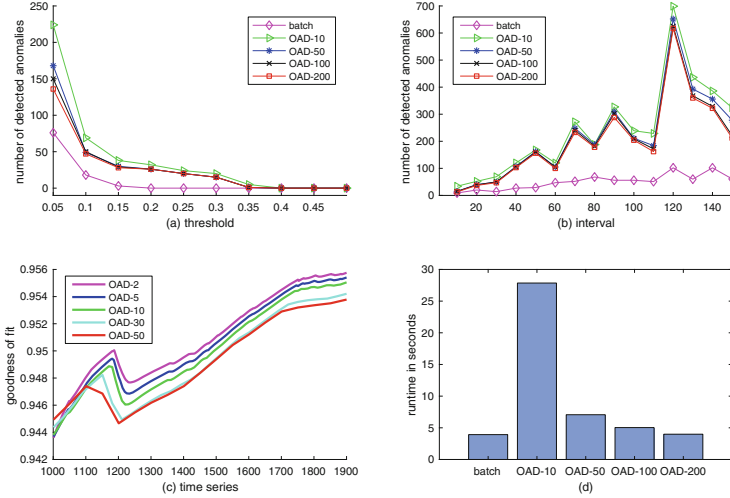 250
200
150
100
50
0
number of detected anomalies
batch
OAD-10
OAD-50
OAD-100
OAD-200
0.05 0.1 0.15 0.2 0.25 0.3 0.35 0.4 0.45
(a) threshold
700
600
500
400
300
200
100
0
number of detected anomalies
batch
OAD-10
OAD-50
OAD-100
OAD-200
20 40 60 80 100 120 140
(b) interval
0.956
0.954
0.952
0.95
0.948
0.946
0.944
0.942
goodness of fit
OAD-2
OAD-5
OAD-10
OAD-30
OAD-50
1000 1100 1200 1300 1400 1500 1600 1700 1800 1900
(c) time series
30
25
20
15
10
5
0
runtime in seconds
batch OAD-10 OAD-50 OAD-100 OAD-200
(d)